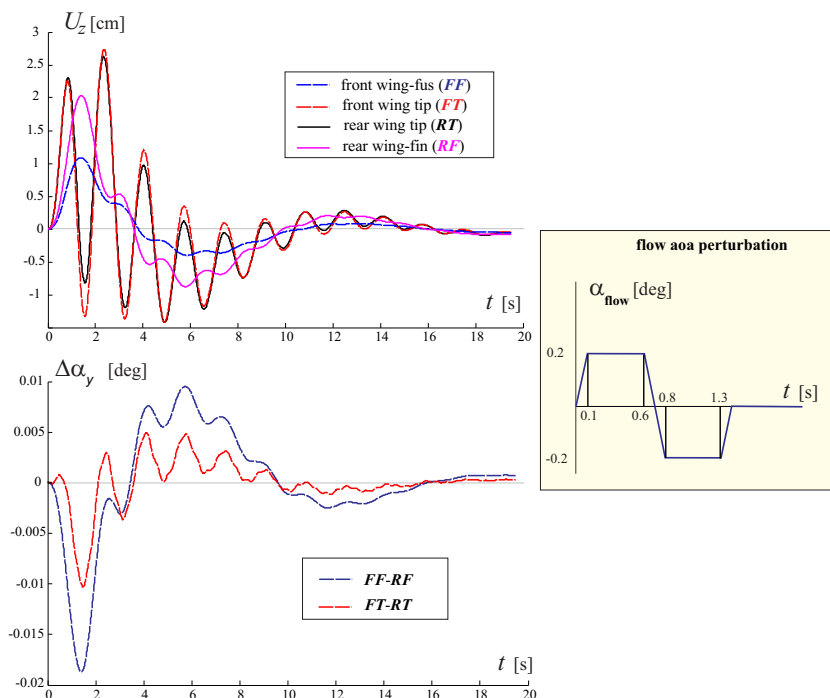 U_z [cm]
3
2.5
2
1.5
1
0.5
0
-0.5
-1
front wing-fus (FF)
front wing tip (FT)
rear wing tip (RT)
rear wing-fin (RF)
t [s]
0 2 4 6 8 10 12 14 16 18 20
flow aoa perturbation
α_flow [deg]
0.2
-0.2
t [s]
0.1 0.6 0.8 1.3
Δα_y [deg]
0.01
0.005
0
-0.005
-0.01
-0.015
-0.02
FF-RF
FT-RT
t [s]
0 2 4 6 8 10 12 14 16 18 20